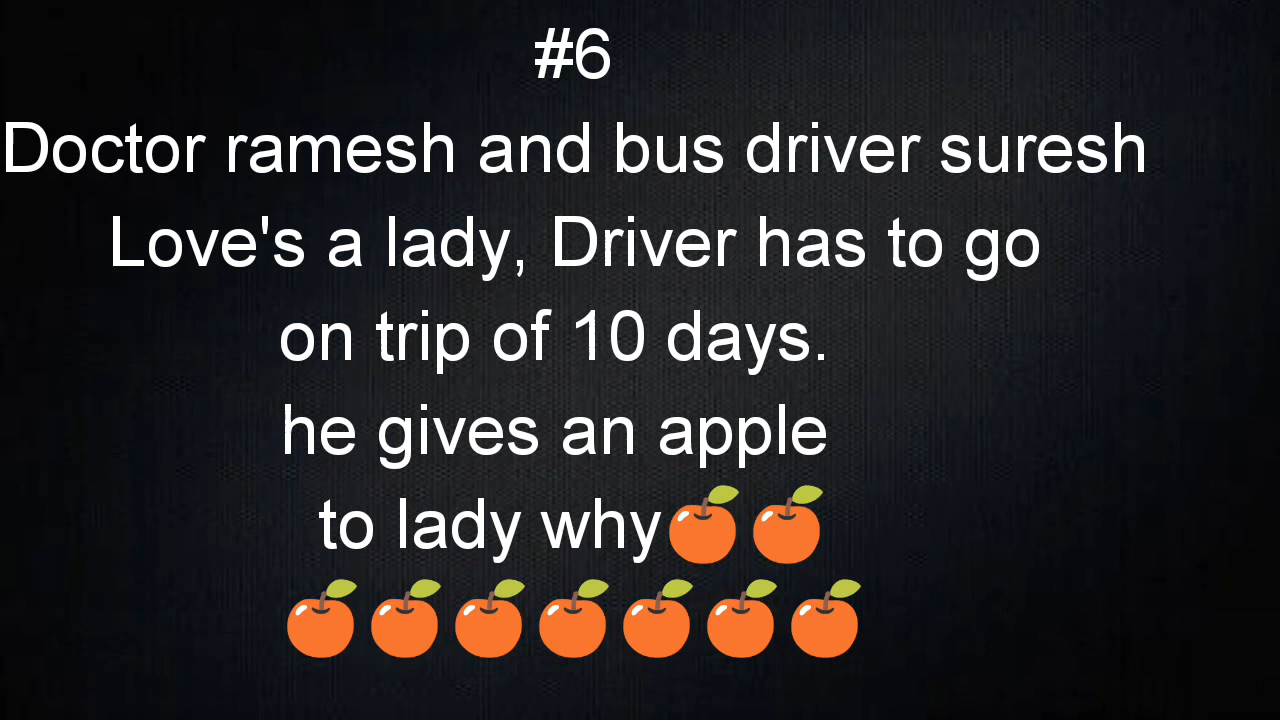 #6
Doctor ramesh and bus driver suresh
Love's a lady, Driver has to go
on trip of 10 days.
he gives an apple
to lady why🍎🍎
🍎🍎🍎🍎🍎🍎🍎